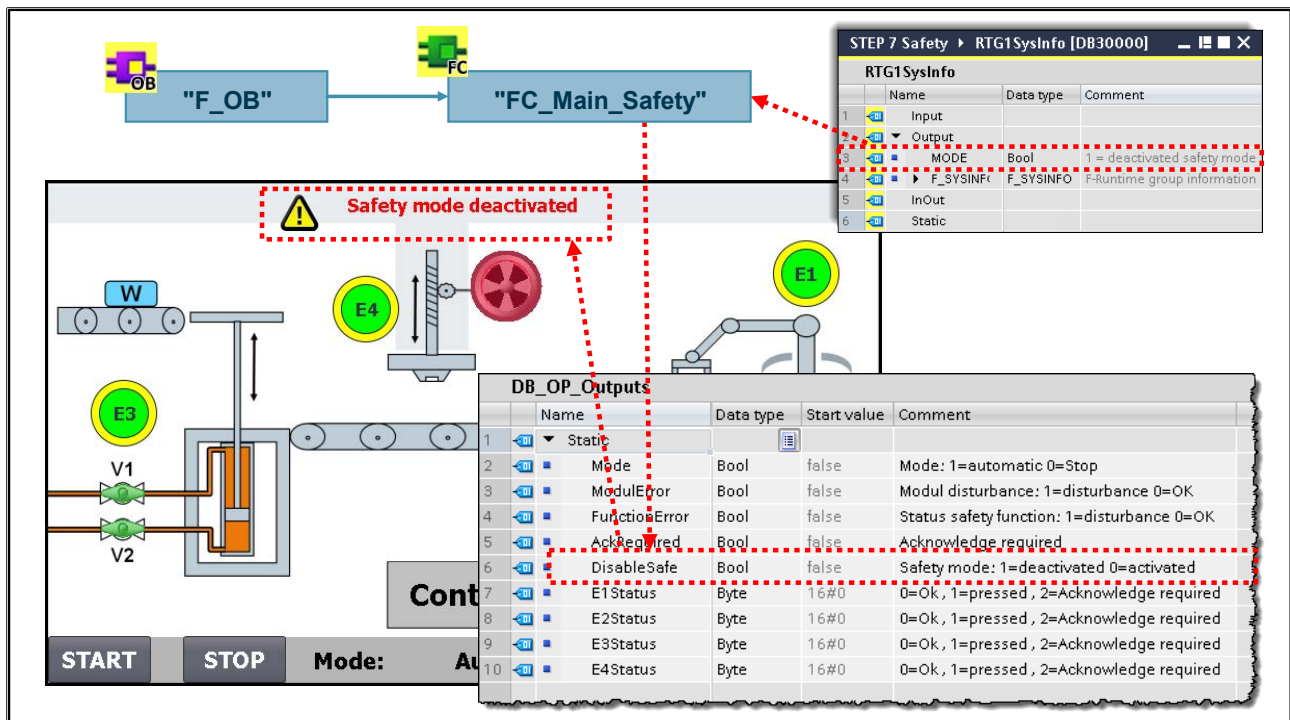 OB
"F_OB"
FC
"FC_Main_Safety"
STEP 7 Safety ▸ RTG1SysInfo [DB30000]
RTG1SysInfo
Name Data type Comment
1 Input
2 Output
3 MODE Bool 1 = deactivated safety mode
4 F_SYSINF( F_SYSINFO F-Runtime group information
5 InOut
6 Static
Safety mode deactivated
W
E4
E1
E3
V1
V2
Cont
START STOP Mode: Au
DB_OP_Outputs
Name Data type Start value Comment
1 Static
2 Mode Bool false Mode: 1=automatic 0=Stop
3 ModulError Bool false Modul disturbance: 1=disturbance 0=OK
4 FunctionError Bool false Status safety function: 1=disturbance 0=OK
5 AckRequired Bool false Acknowledge required
6 DisableSafe Bool false Safety mode: 1=deactivated 0=activated
7 E1Status Byte 16#0 0=Ok , 1=pressed , 2=Acknowledge required
8 E2Status Byte 16#0 0=Ok , 1=pressed , 2=Acknowledge required
9 E3Status Byte 16#0 0=Ok , 1=pressed , 2=Acknowledge required
10 E4Status Byte 16#0 0=Ok , 1=pressed , 2=Acknowledge required